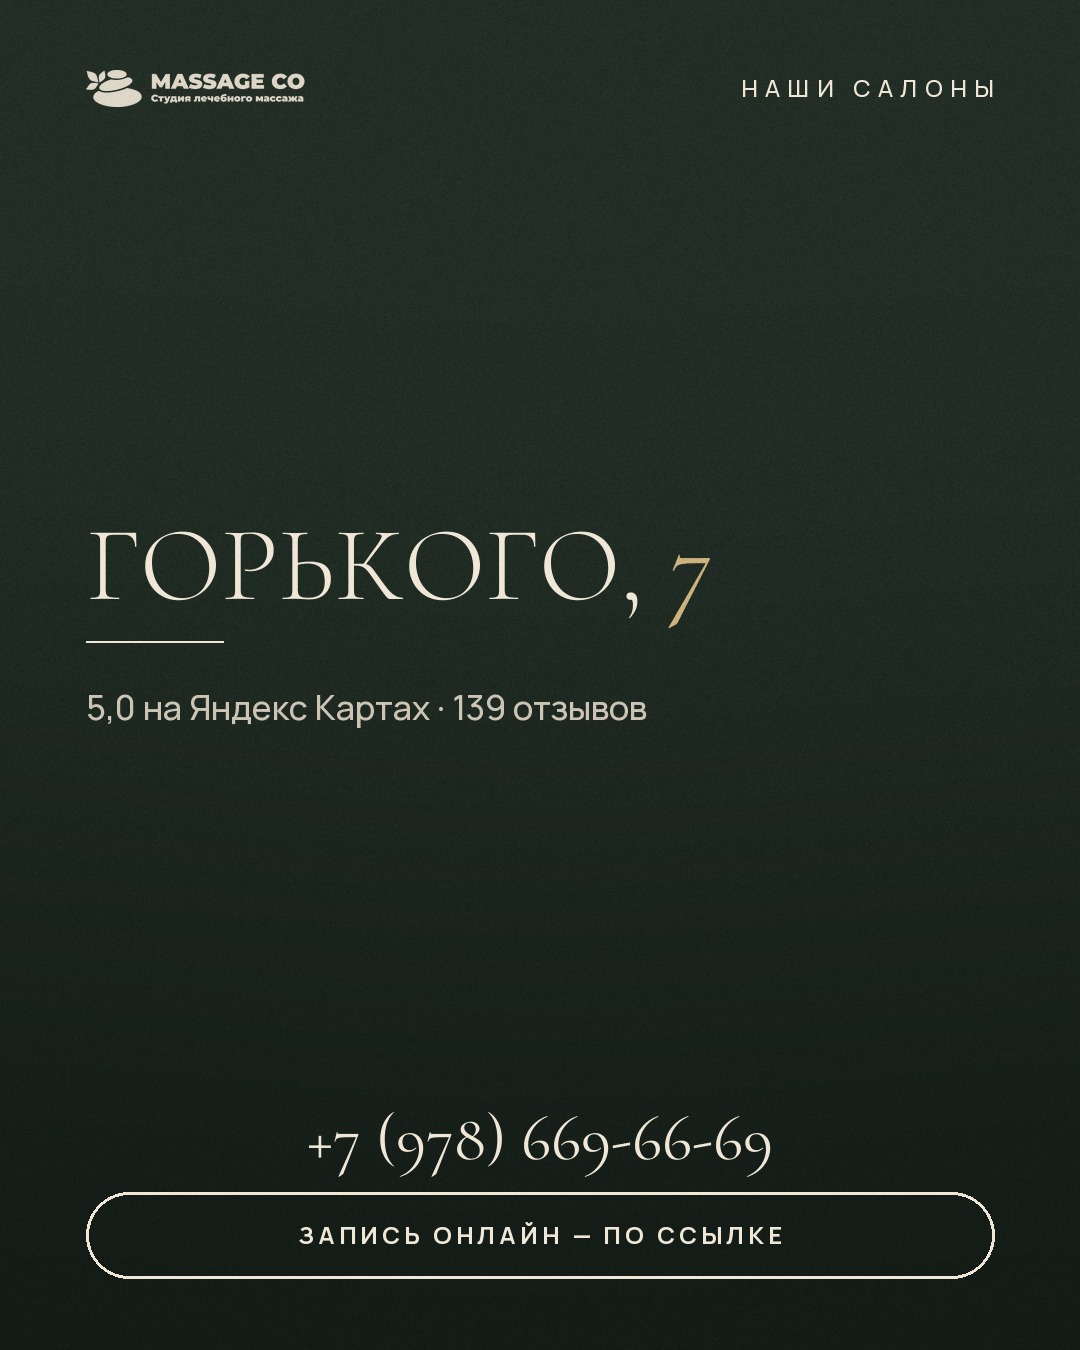 MASSAGE CO
Студия лечебного массажа
НАШИ САЛОНЫ
ГОРЬКОГО, 7
5,0 на Яндекс Картах · 139 отзывов
+7 (978) 669-66-69
ЗАПИСЬ ОНЛАЙН — ПО ССЫЛКЕ